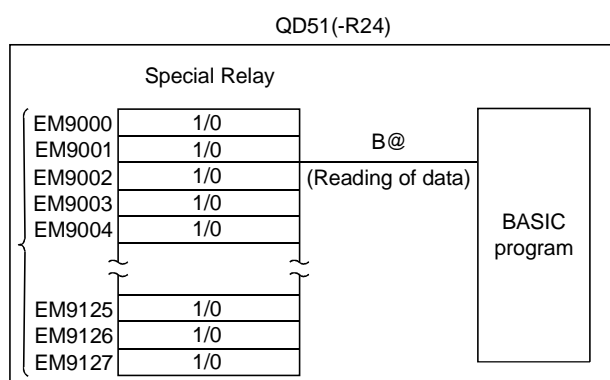 QD51(-R24)
Special Relay
EM9000 1/0
EM9001 1/0
B@
EM9002 1/0
(Reading of data)
EM9003 1/0
EM9004 1/0
BASIC
program
EM9125 1/0
EM9126 1/0
EM9127 1/0